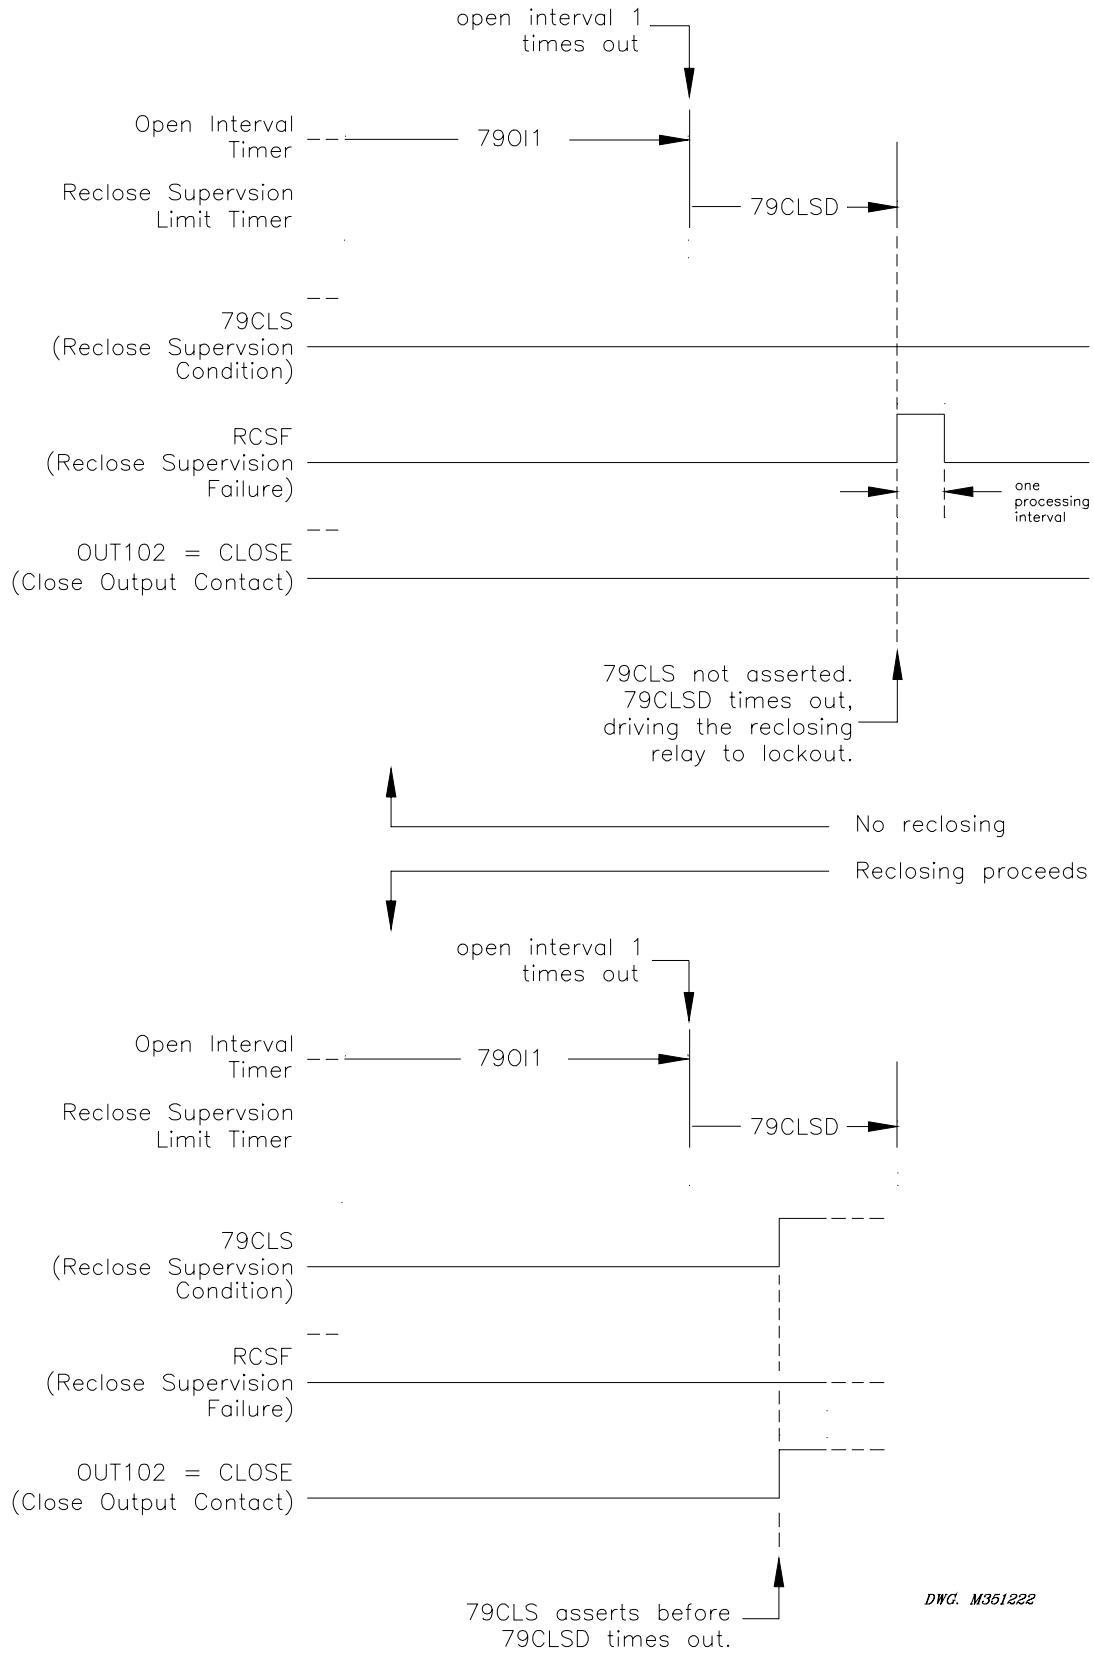 open interval 1
times out
Open Interval
Timer
79OI1
Reclose Supervsion
Limit Timer
79CLSD
79CLS
(Reclose Supervsion
Condition)
RCSF
(Reclose Supervision
Failure)
one
processing
interval
OUT102 = CLOSE
(Close Output Contact)
79CLS not asserted.
79CLSD times out,
driving the reclosing
relay to lockout.
No reclosing
Reclosing proceeds
open interval 1
times out
Open Interval
Timer
79OI1
Reclose Supervsion
Limit Timer
79CLSD
79CLS
(Reclose Supervsion
Condition)
RCSF
(Reclose Supervision
Failure)
OUT102 = CLOSE
(Close Output Contact)
79CLS asserts before
79CLSD times out.
DWG. M351222